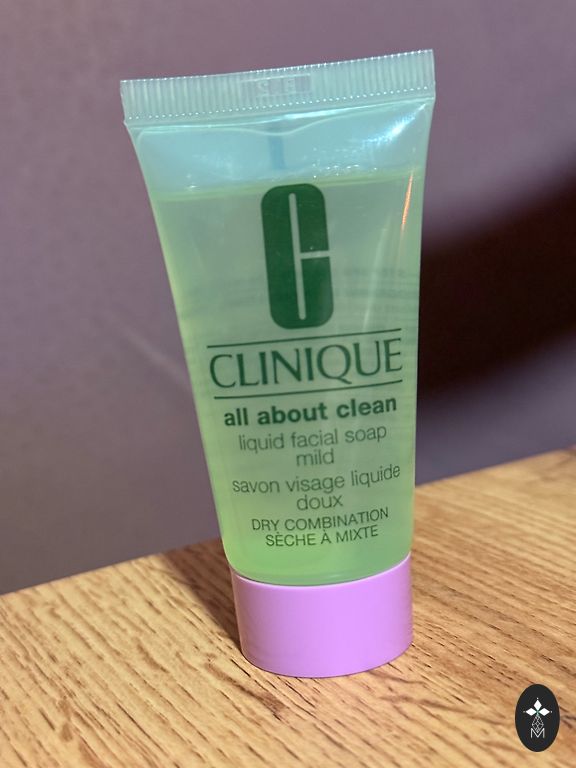 C
CLINIQUE
all about clean
liquid facial soap
mild
savon visage liquide
doux
DRY COMBINATION
SÈCHE À MIXTE
M